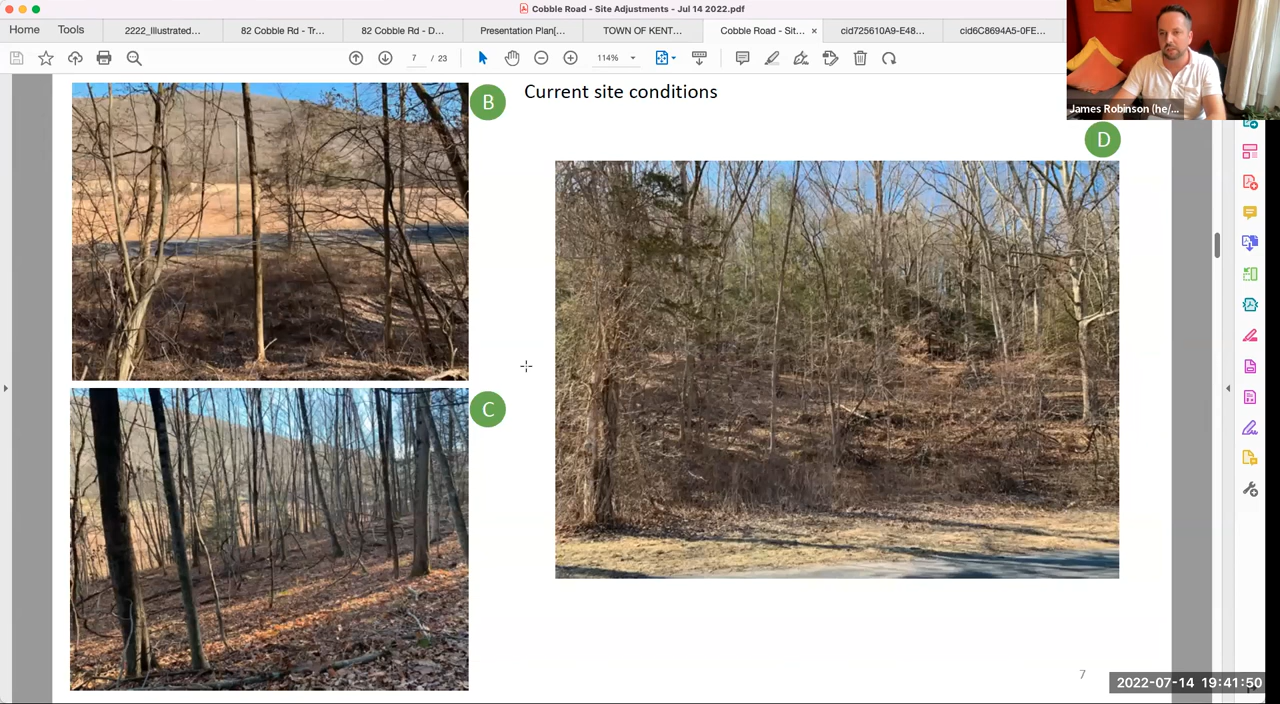 Cobble Road - Site Adjustments - Jul 14 2022.pdf
Home Tools 2222_Illustrated... 82 Cobble Rd - Tr... 82 Cobble Rd - D... Presentation Plan[... TOWN OF KENT... Cobble Road - Sit... × cid725610A9-E48... cid6C8694A5-0FE...
7 / 23 114%
James Robinson (he/...
B
Current site conditions
D
C
7
2022-07-14 19:41:50